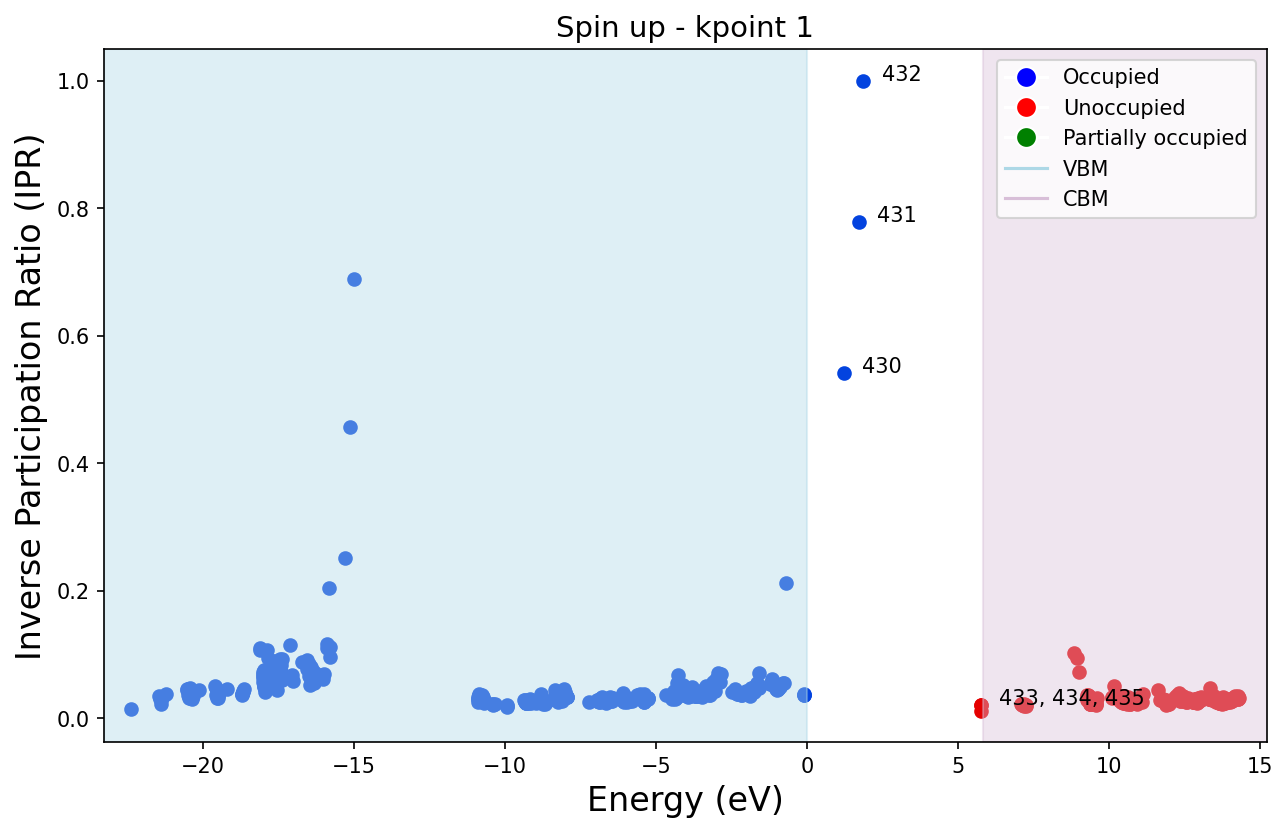 Spin up - kpoint 1
Inverse Participation Ratio (IPR)
1.0
0.8
0.6
0.4
0.2
0.0
432
431
430
433, 434, 435
Occupied
Unoccupied
Partially occupied
VBM
CBM
−20
−15
−10
−5
0
5
10
15
Energy (eV)